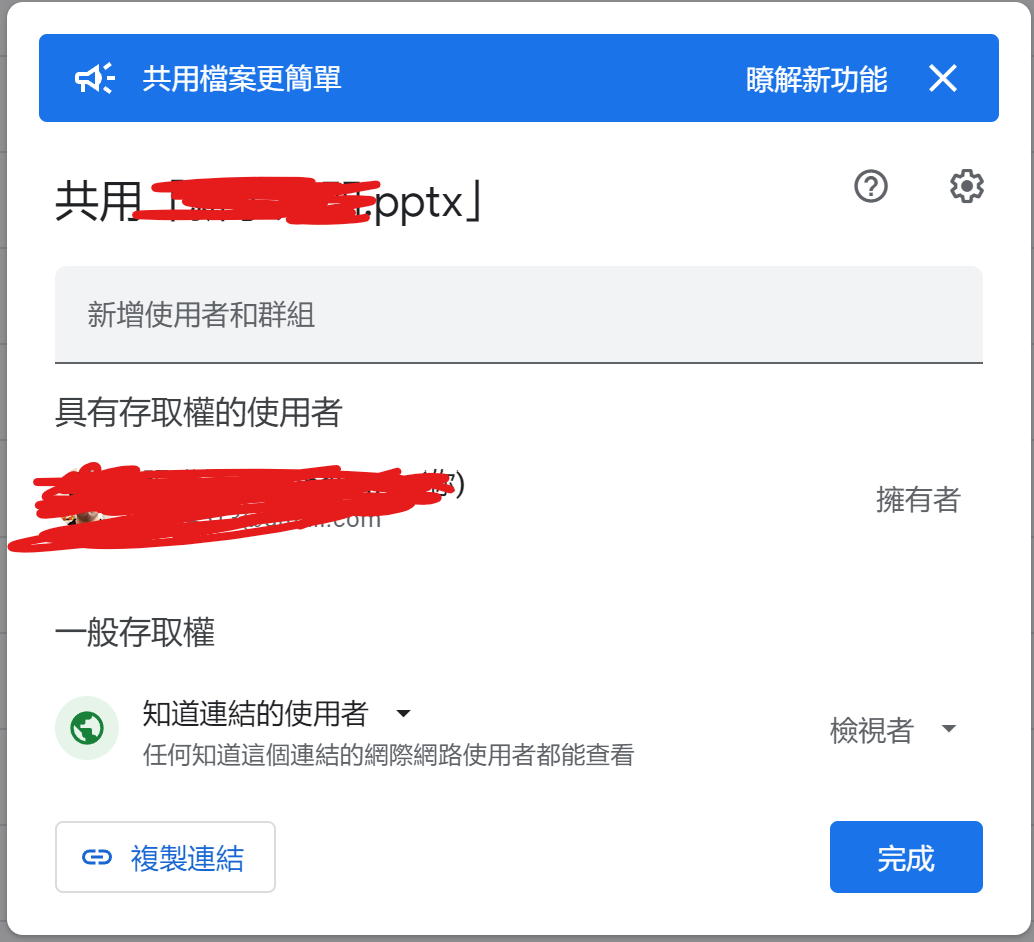 共用檔案更簡單
瞭解新功能
共用「.pptx」
新增使用者和群組
具有存取權的使用者
你)
.com
擁有者
一般存取權
知道連結的使用者
任何知道這個連結的網際網路使用者都能查看
檢視者
複製連結
完成